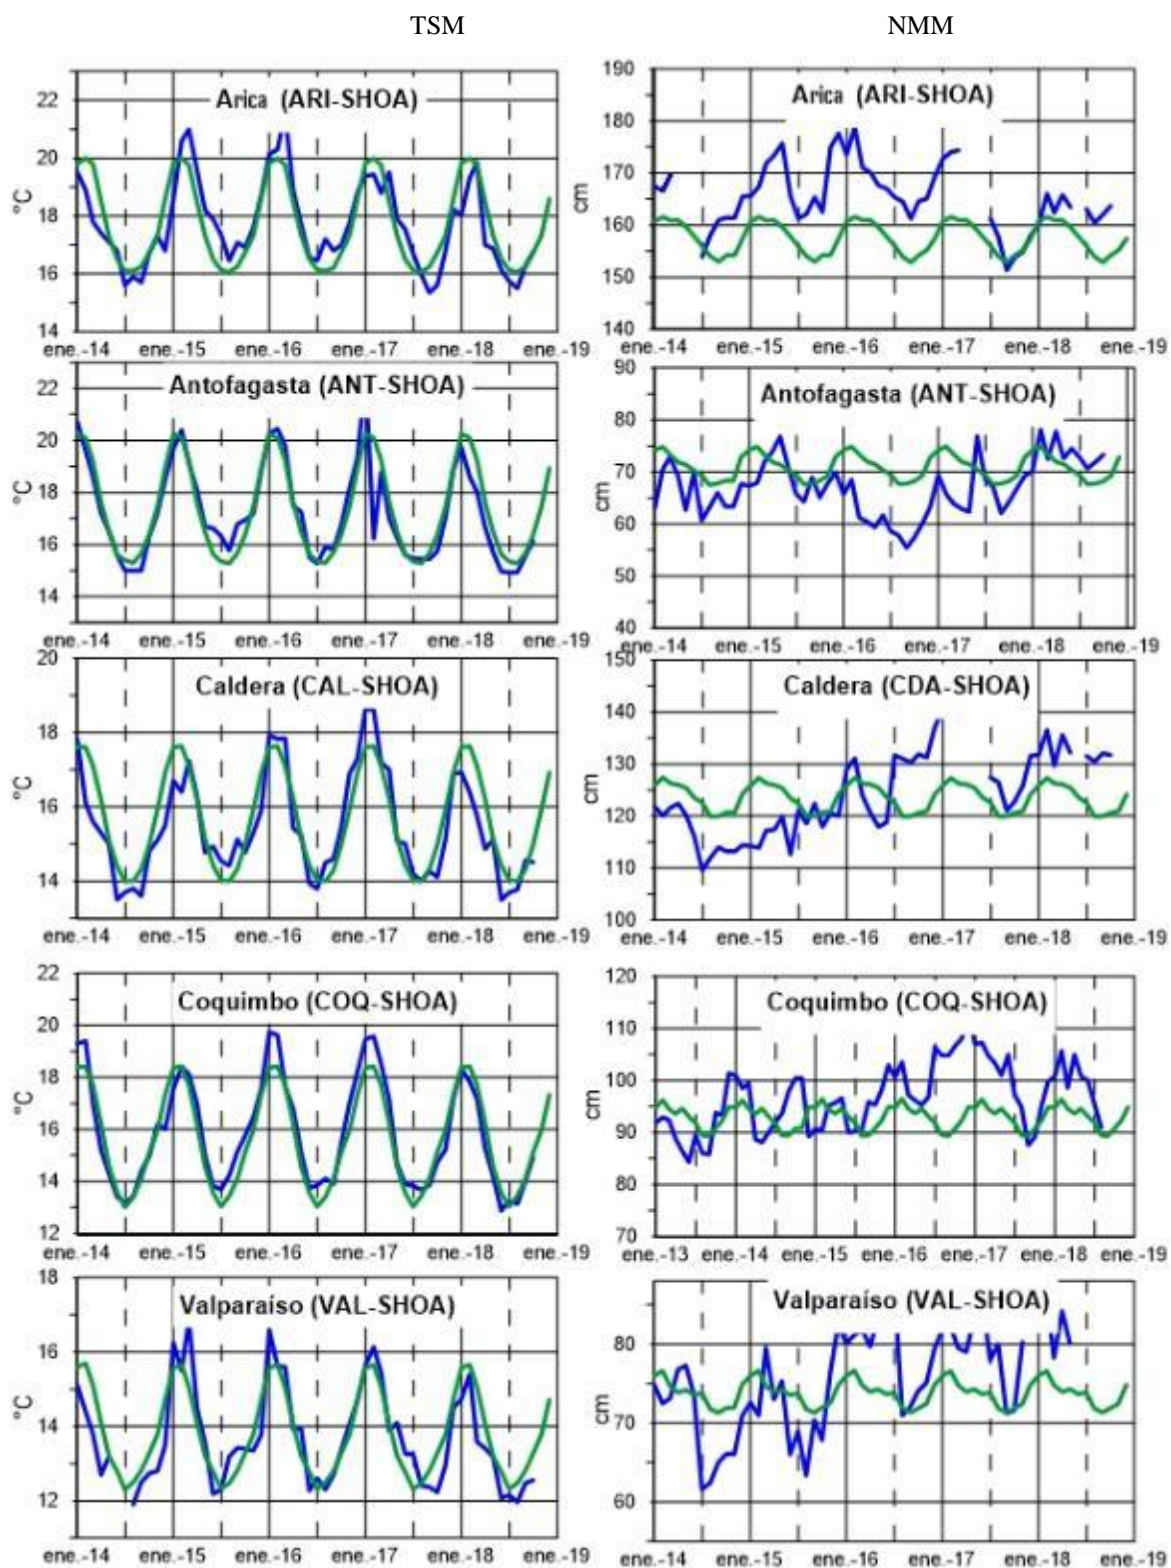 TSM NMM
Arica (ARI-SHOA)
22
20
18
16
14
°C
ene.-14 ene.-15 ene.-16 ene.-17 ene.-18 ene.-19
Arica (ARI-SHOA)
190
180
170
160
150
140
cm
ene.-14 ene.-15 ene.-16 ene.-17 ene.-18 ene.-19
Antofagasta (ANT-SHOA)
22
20
18
16
14
°C
ene.-14 ene.-15 ene.-16 ene.-17 ene.-18 ene.-19
Antofagasta (ANT-SHOA)
90
80
70
60
50
40
cm
ene.-14 ene.-15 ene.-16 ene.-17 ene.-18 ene.-19
Caldera (CAL-SHOA)
20
18
16
14
°C
ene.-14 ene.-15 ene.-16 ene.-17 ene.-18 ene.-19
Caldera (CDA-SHOA)
150
140
130
120
110
100
cm
ene.-14 ene.-15 ene.-16 ene.-17 ene.-18 ene.-19
Coquimbo (COQ-SHOA)
22
20
18
16
14
12
°C
ene.-14 ene.-15 ene.-16 ene.-17 ene.-18 ene.-19
Coquimbo (COQ-SHOA)
120
110
100
90
80
70
cm
ene.-13 ene.-14 ene.-15 ene.-16 ene.-17 ene.-18 ene.-19
Valparaíso (VAL-SHOA)
18
16
14
12
°C
ene.-14 ene.-15 ene.-16 ene.-17 ene.-18 ene.-19
Valparaíso (VAL-SHOA)
80
70
60
cm
ene.-14 ene.-15 ene.-16 ene.-17 ene.-18 ene.-19